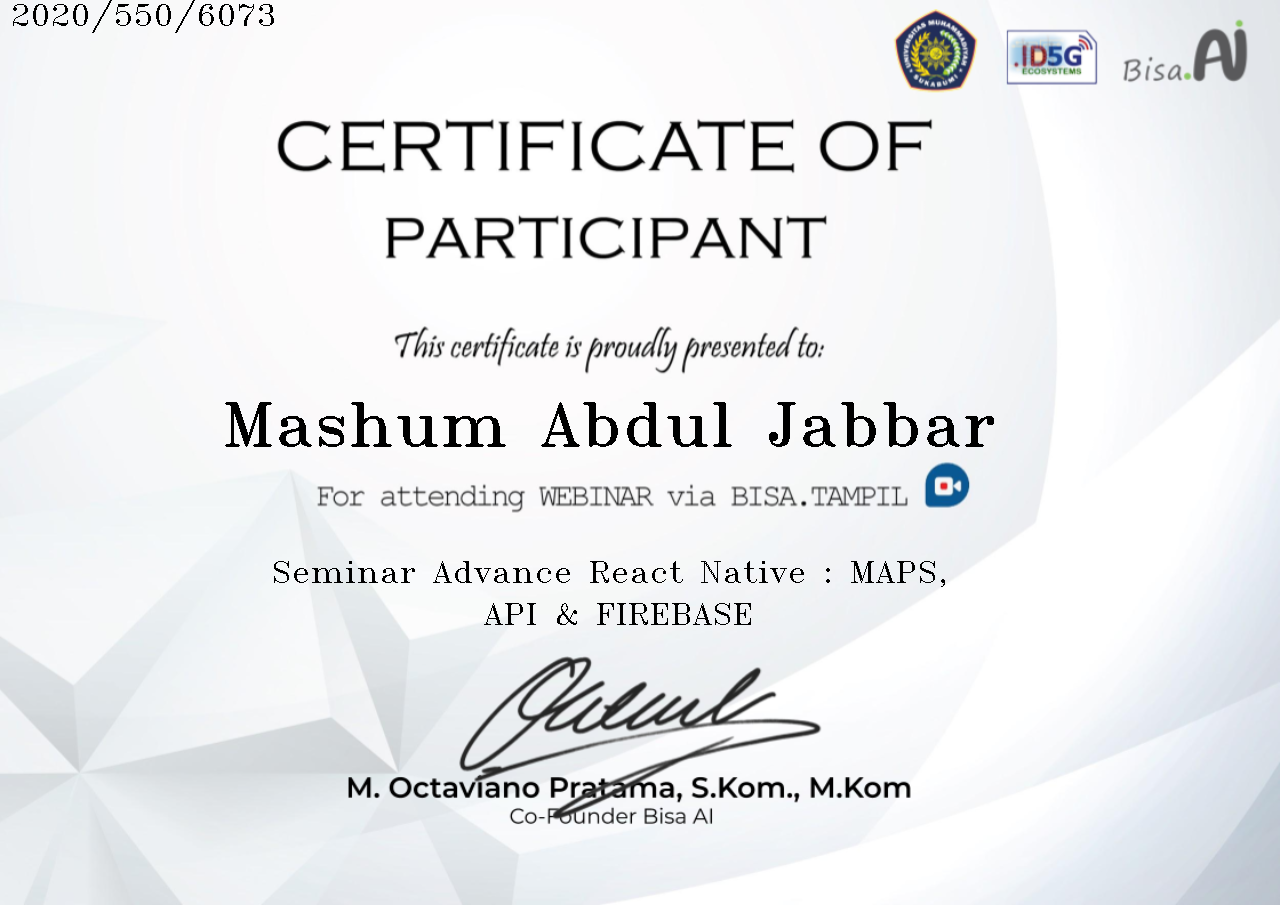 2020/550/6073
UNIVERSITAS MUHAMMADIYAH
SUKABUMI
.ID5G
ECOSYSTEMS
Bisa.AI
CERTIFICATE OF
PARTICIPANT
This certificate is proudly presented to:
Mashum Abdul Jabbar
For attending WEBINAR via BISA.TAMPIL
Seminar Advance React Native : MAPS,
API & FIREBASE
M. Octaviano Pratama, S.Kom., M.Kom
Co-Founder Bisa AI